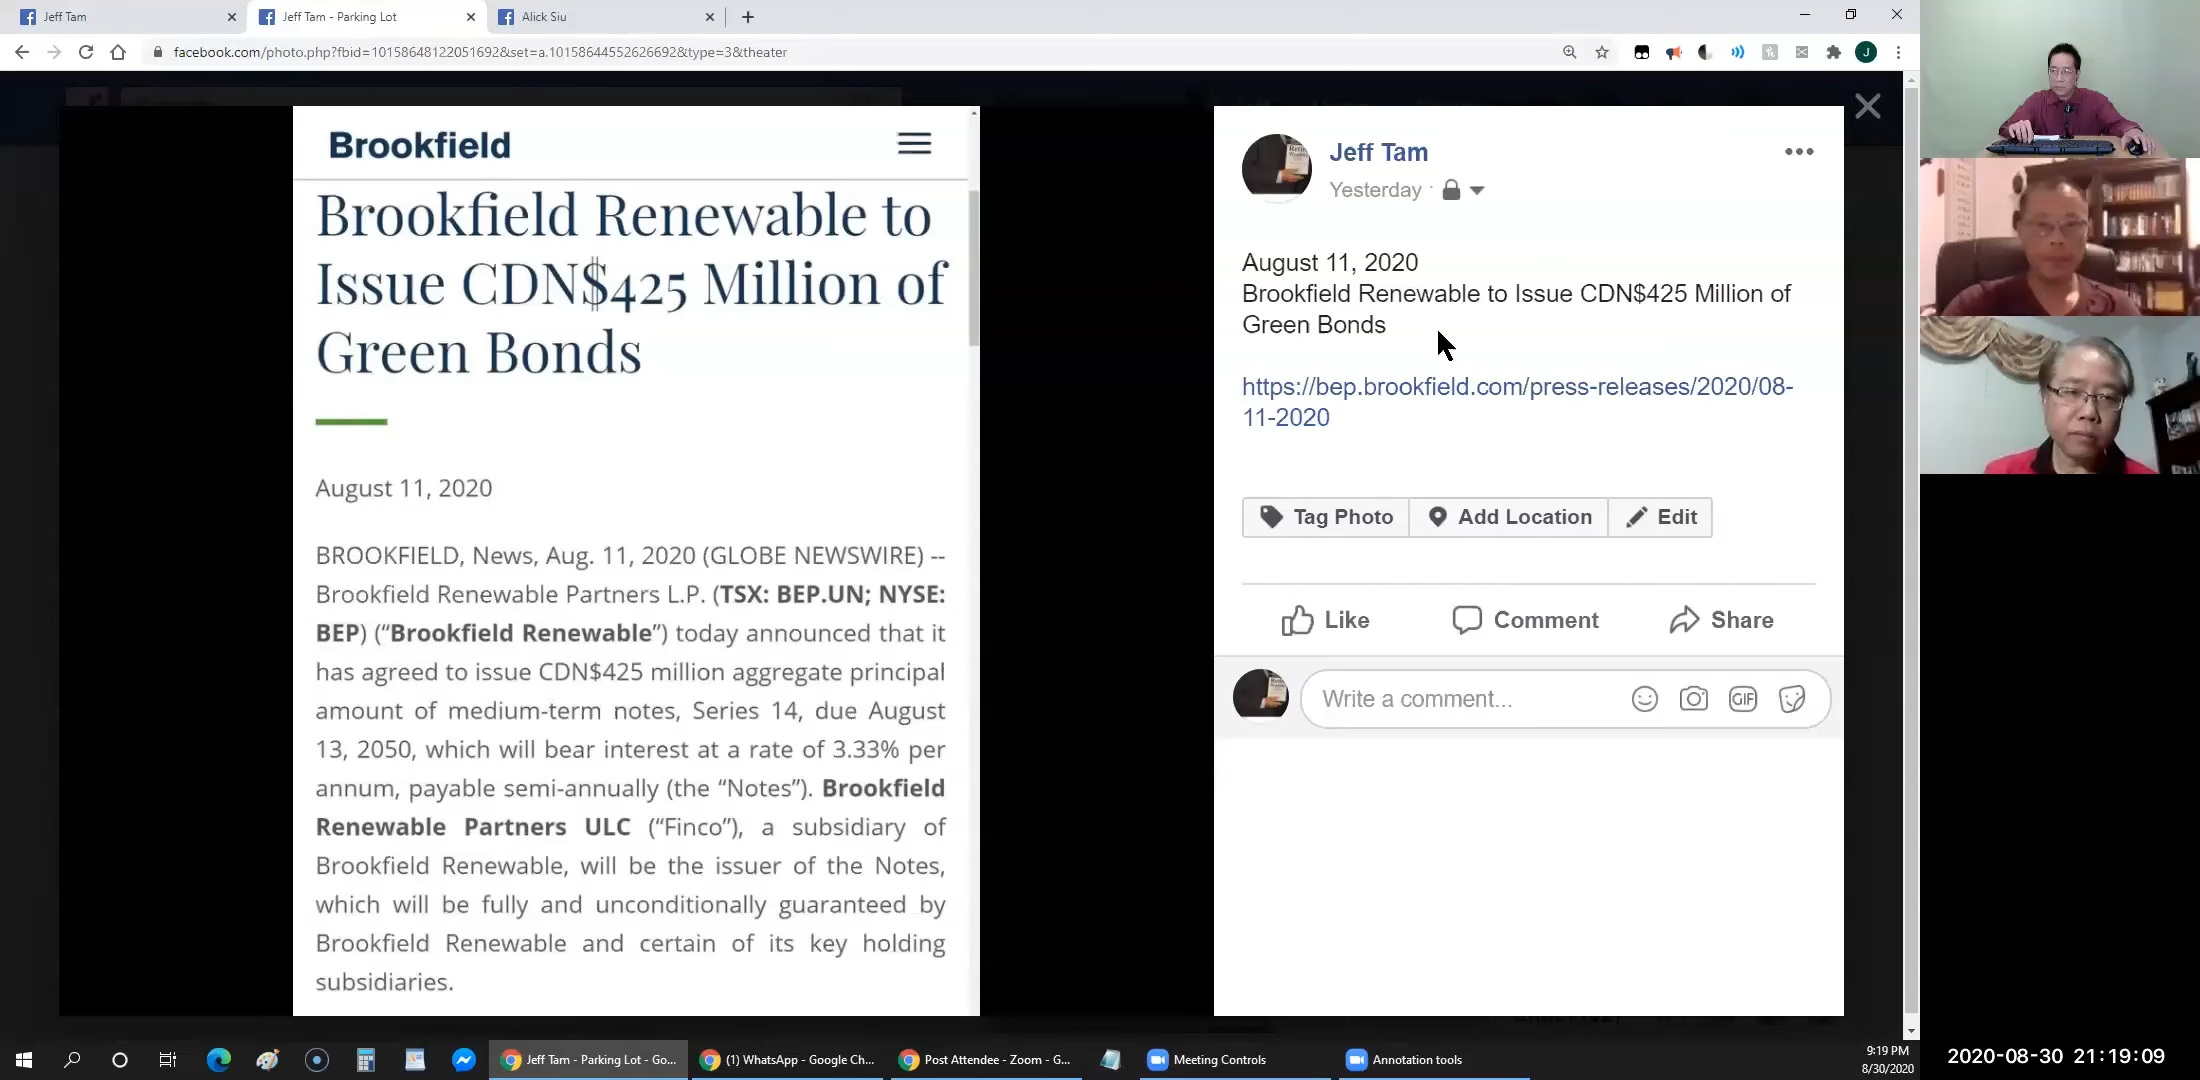 Jeff Tam
Jeff Tam - Parking Lot
Alick Siu
facebook.com/photo.php?fbid=10158648122051692&set=a.10158644552626692&type=3&theater
J
Brookfield
Brookfield Renewable to
Issue CDN$425 Million of
Green Bonds
August 11, 2020
BROOKFIELD, News, Aug. 11, 2020 (GLOBE NEWSWIRE) --
Brookfield Renewable Partners L.P. (TSX: BEP.UN; NYSE:
BEP) (“Brookfield Renewable”) today announced that it
has agreed to issue CDN$425 million aggregate principal
amount of medium-term notes, Series 14, due August
13, 2050, which will bear interest at a rate of 3.33% per
annum, payable semi-annually (the “Notes”). Brookfield
Renewable Partners ULC (“Finco”), a subsidiary of
Brookfield Renewable, will be the issuer of the Notes,
which will be fully and unconditionally guaranteed by
Brookfield Renewable and certain of its key holding
subsidiaries.
Jeff Tam
Yesterday ·
August 11, 2020
Brookfield Renewable to Issue CDN$425 Million of
Green Bonds
https://bep.brookfield.com/press-releases/2020/08-
11-2020
Tag Photo
Add Location
Edit
Like
Comment
Share
Write a comment...
GIF
Jeff Tam - Parking Lot - Go...
(1) WhatsApp - Google Ch...
Post Attendee - Zoom - G...
Meeting Controls
Annotation tools
9:19 PM
8/30/2020
2020-08-30 21:19:09